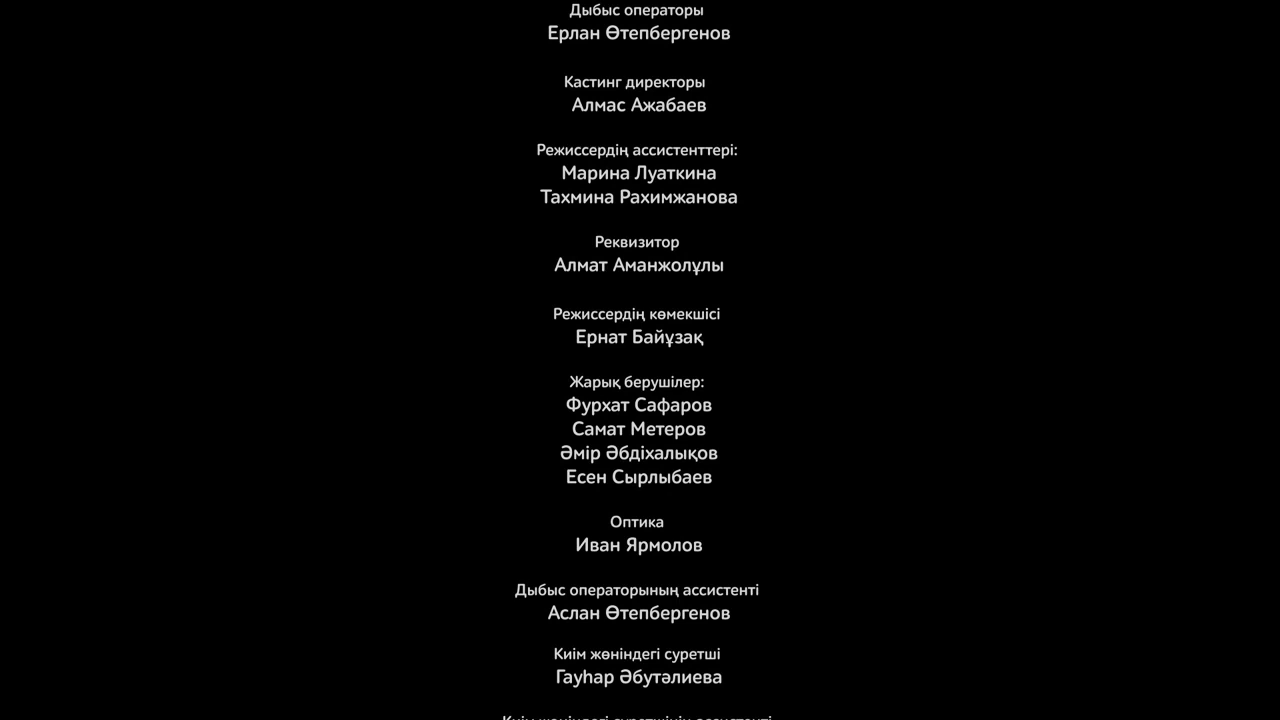 Дыбыс операторы
Ерлан Өтепбергенов
Кастинг директоры
Алмас Ажабаев
Режиссердің ассистенттері:
Марина Луаткина
Тахмина Рахимжанова
Реквизитор
Алмат Аманжолұлы
Режиссердің көмекшісі
Ернат Байұзақ
Жарық берушілер:
Фурхат Сафаров
Самат Метеров
Әмір Әбдіхалықов
Есен Сырлыбаев
Оптика
Иван Ярмолов
Дыбыс операторының ассистенті
Аслан Өтепбергенов
Киім жөніндегі суретші
Гауһар Әбутәлиева